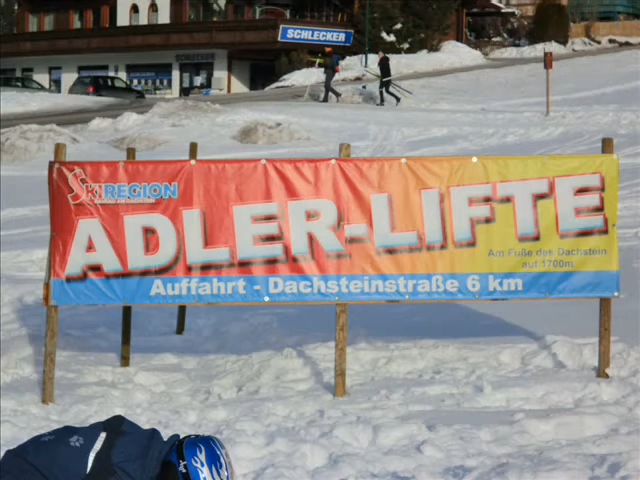 SCHLECKER
SKIREGION
ADLER-LIFTE
Am Fuße des Dachstein
auf 1700m
Auffahrt - Dachsteinstraße 6 km